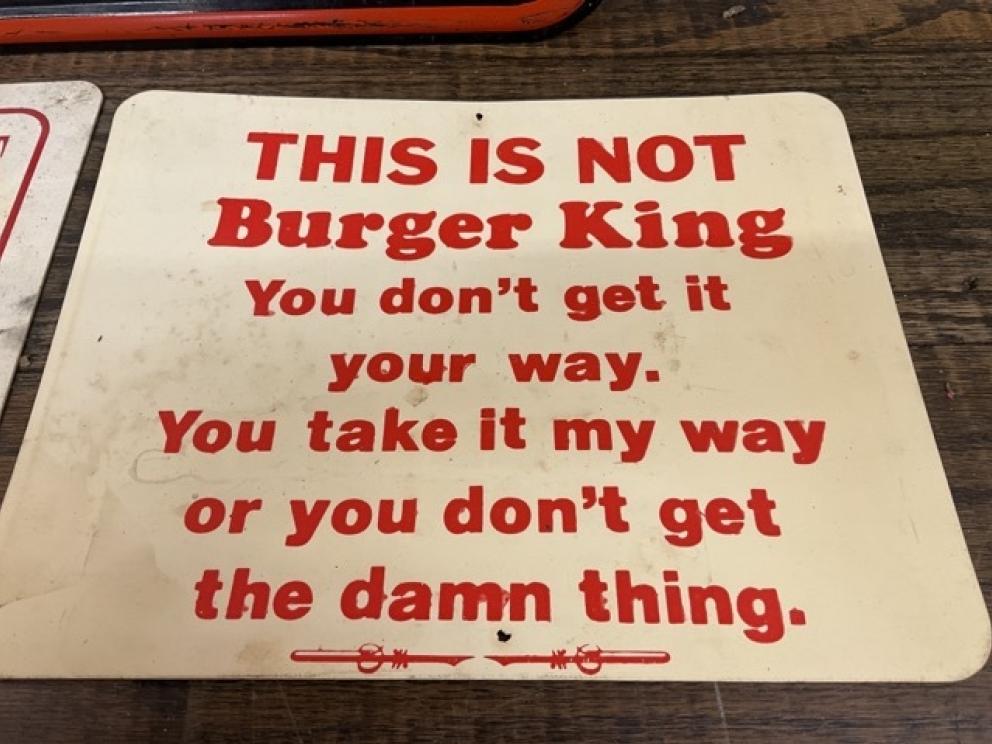 THIS IS NOT
Burger King
You don't get it
your way.
You take it my way
or you don't get
the damn thing.